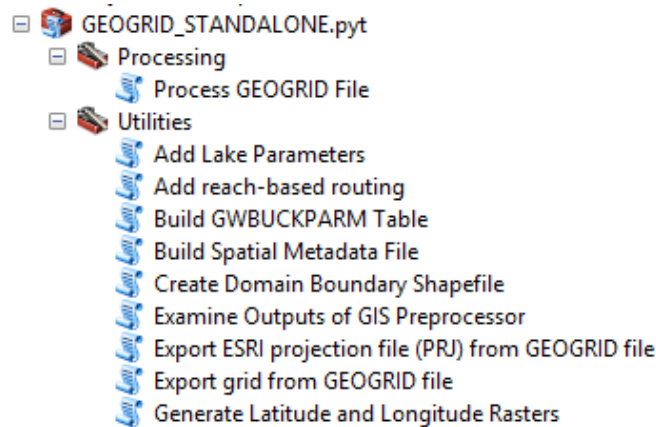 GEOGRID_STANDALONE.pyt
Processing
Process GEOGRID File
Utilities
Add Lake Parameters
Add reach-based routing
Build GWBUCKPARM Table
Build Spatial Metadata File
Create Domain Boundary Shapefile
Examine Outputs of GIS Preprocessor
Export ESRI projection file (PRJ) from GEOGRID file
Export grid from GEOGRID file
Generate Latitude and Longitude Rasters